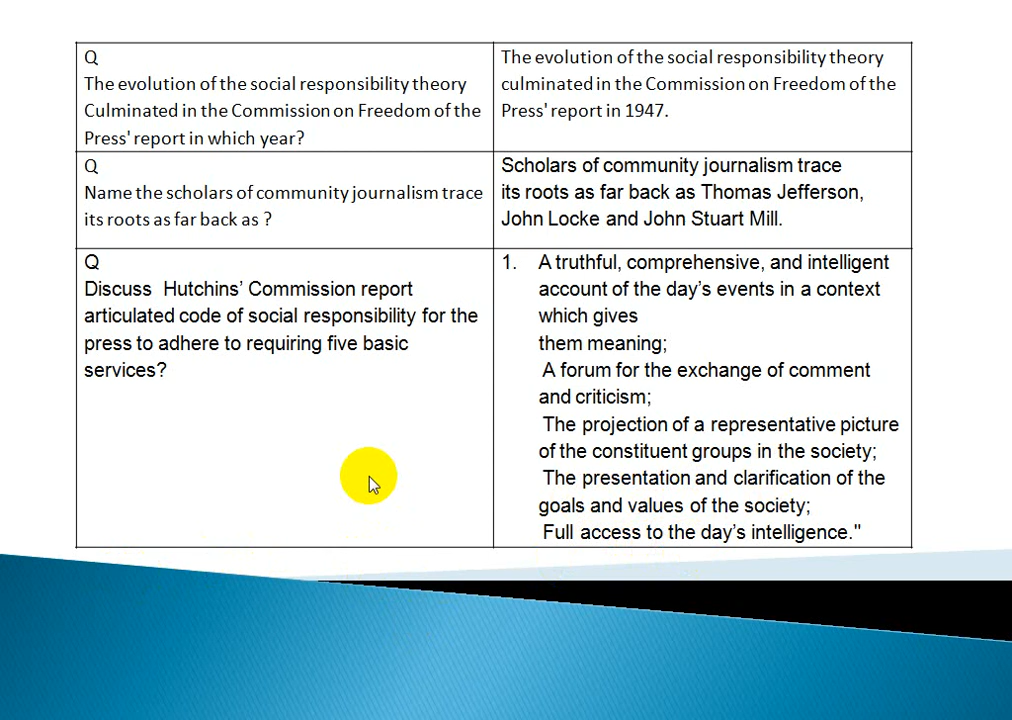 Q
The evolution of the social responsibility theory
Culminated in the Commission on Freedom of the
Press' report in which year?
The evolution of the social responsibility theory
culminated in the Commission on Freedom of the
Press' report in 1947.
Q
Name the scholars of community journalism trace
its roots as far back as ?
Scholars of community journalism trace
its roots as far back as Thomas Jefferson,
John Locke and John Stuart Mill.
Q
Discuss Hutchins’ Commission report
articulated code of social responsibility for the
press to adhere to requiring five basic
services?
1. A truthful, comprehensive, and intelligent
account of the day’s events in a context
which gives
them meaning;
A forum for the exchange of comment
and criticism;
The projection of a representative picture
of the constituent groups in the society;
The presentation and clarification of the
goals and values of the society;
Full access to the day’s intelligence."